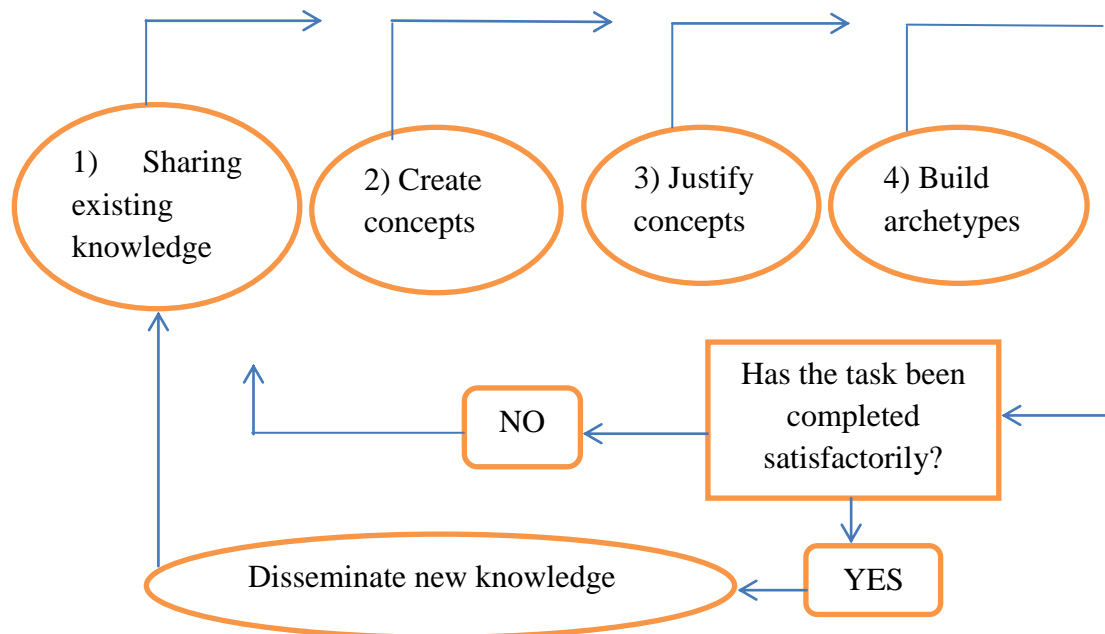 1) Sharing
existing
knowledge
2) Create
concepts
3) Justify
concepts
4) Build
archetypes
Has the task been
completed
satisfactorily?
NO
YES
Disseminate new knowledge